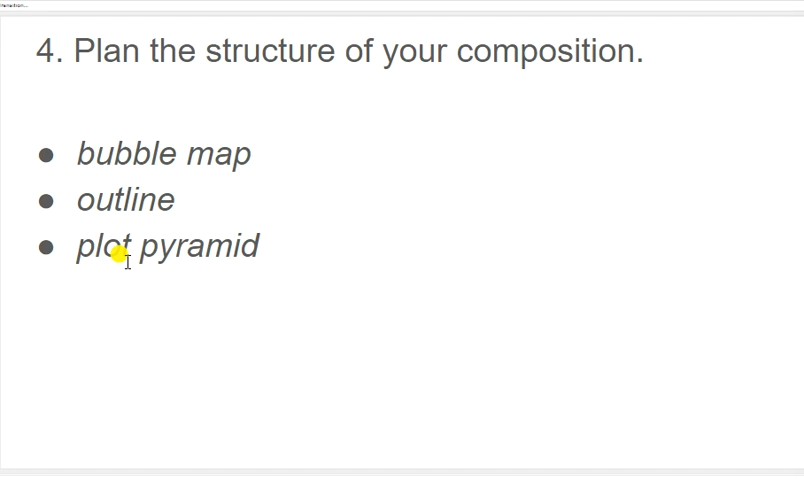 4. Plan the structure of your composition.
● bubble map
● outline
● plot pyramid